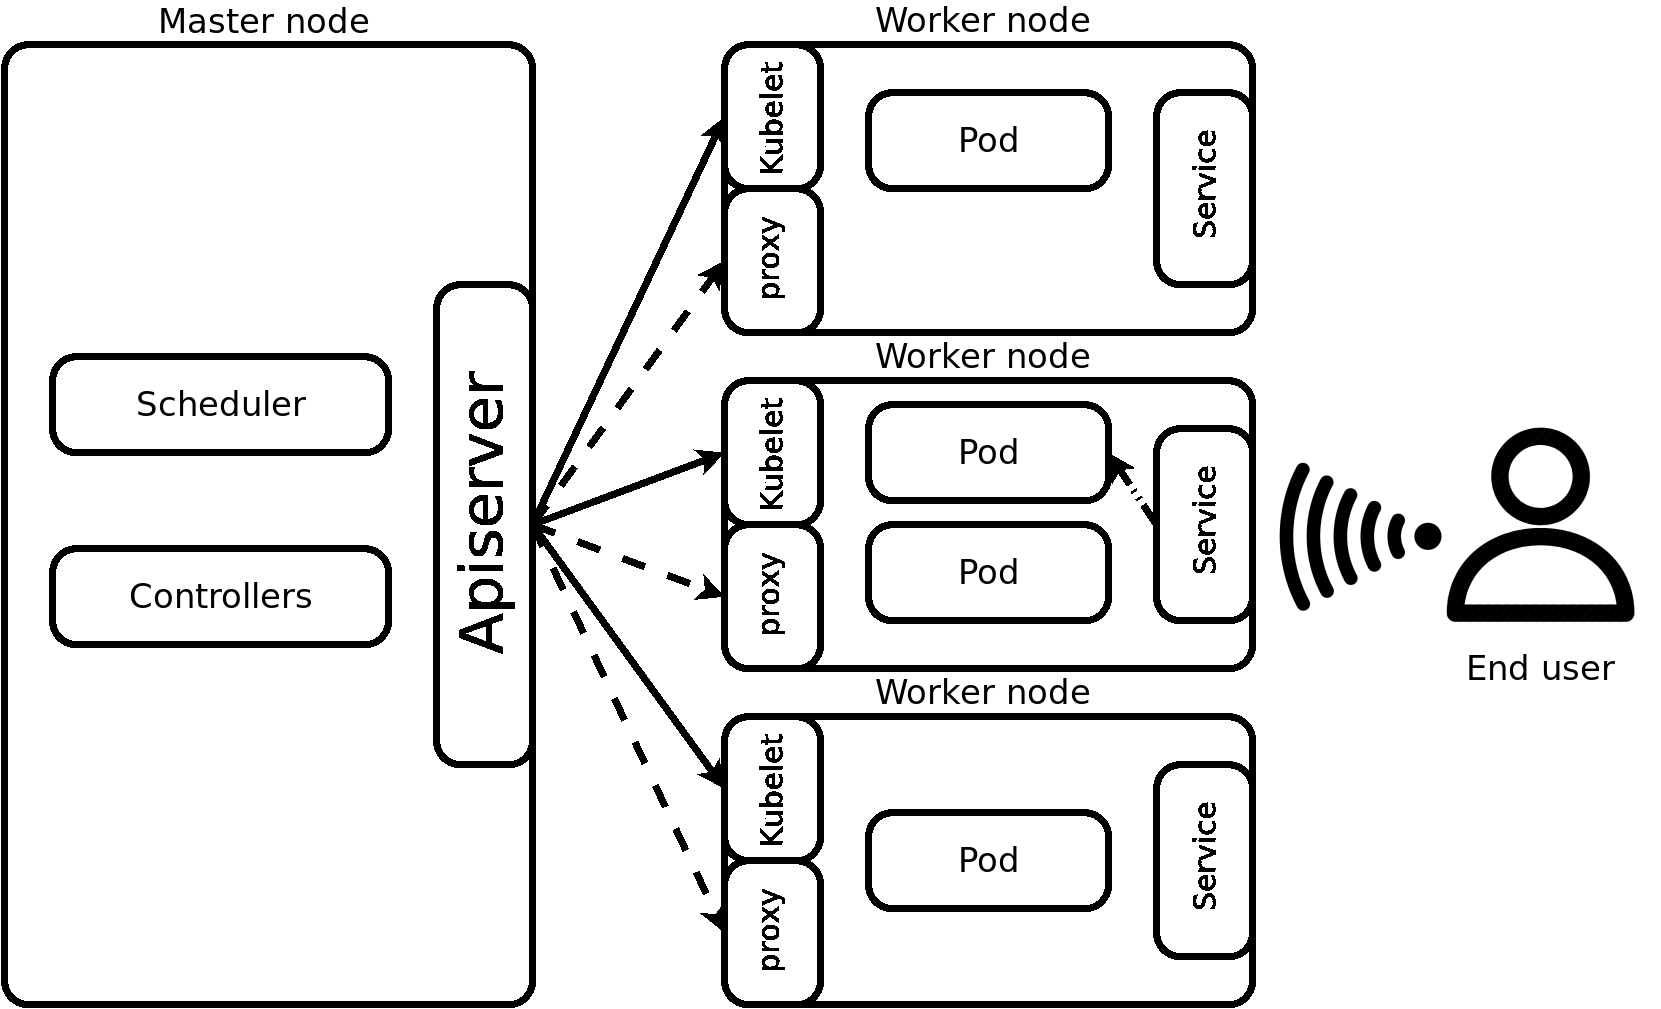 Master node
Scheduler
Controllers
Apiserver
Worker node
Kubelet
proxy
Pod
Service
Worker node
Kubelet
proxy
Pod
Pod
Service
Worker node
Kubelet
proxy
Pod
Service
End user